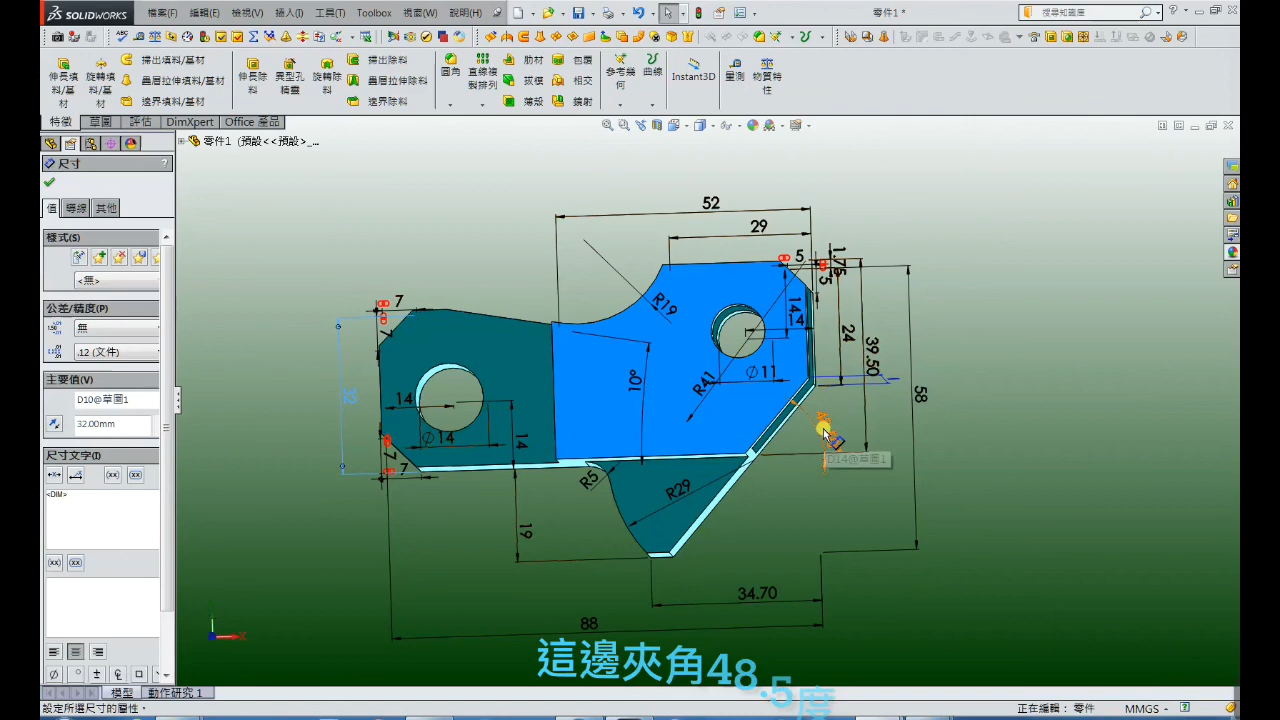 SOLIDWORKS 檔案(F) 編輯(E) 檢視(V) 插入(I) 工具(T) Toolbox 視窗(W) 說明(H) 零件1 * 搜尋知識庫
伸長填料/基材 旋轉填料/基材 掃出填料/基材 疊層拉伸填料/基材 邊界填料/基材 伸長除料 異型孔精靈 旋轉除料 掃出除料 疊層拉伸除料 邊界除料 圓角 直線複製排列 肋材 拔模 薄殼 包覆 相交 鏡射 參考幾何 曲線 Instant3D 量測 物質特性
特徵 草圖 評估 DimXpert Office 產品
零件1 (預設<<預設>_...
尺寸 ?
值 導線 其他
樣式(S)
<無>
公差/精度(P)
無
.12 (文件)
主要值(V)
D10@草圖1
32.00mm
尺寸文字(I)
<DIM>
52
29
5
1.75
5
7
7
R19
14
14
24
39.50
58
10°
R41
Ø11
14
Ø14
14
7
7
R5
R29
19
34.70
88
D14@草圖1
X
這邊夾角48.5度
模型 動作研究 1
設定所選尺寸的屬性。 正在編輯：零件 MMGS